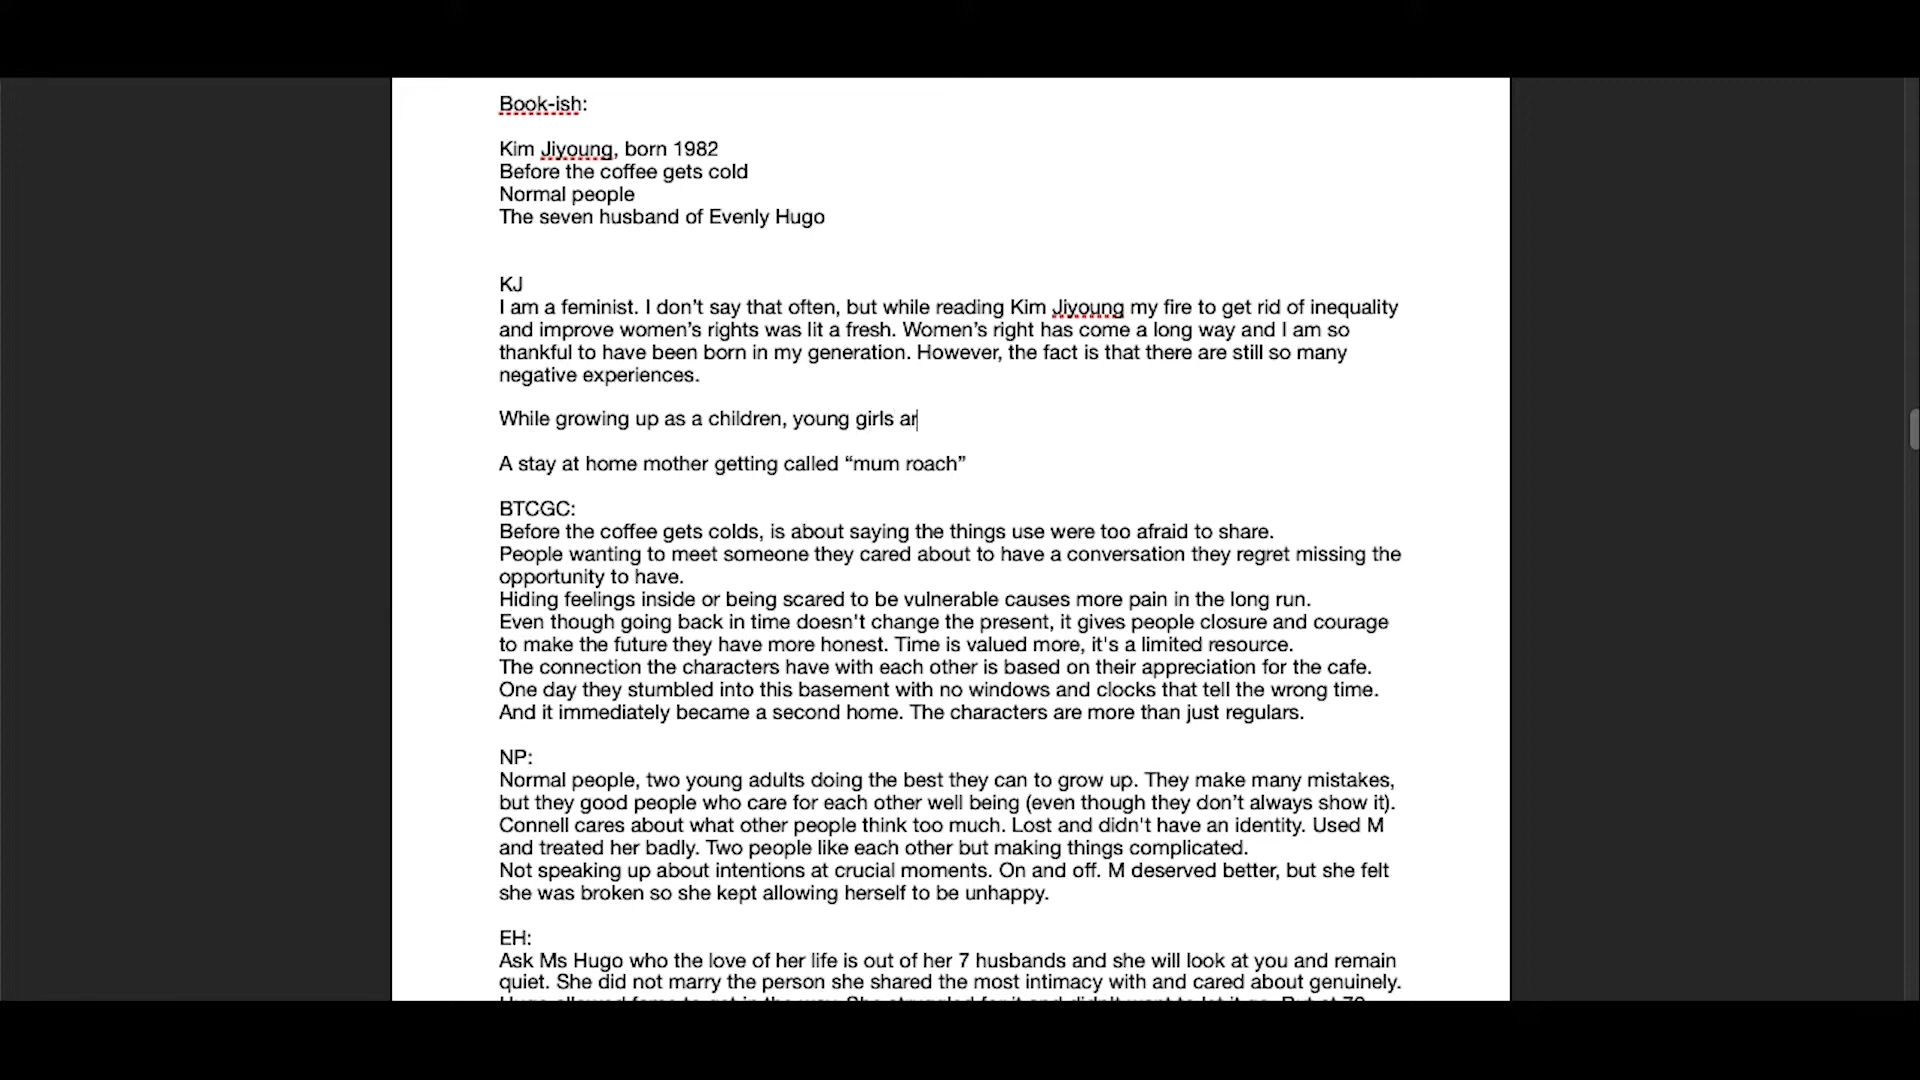 Book-ish:
Kim Jiyoung, born 1982
Before the coffee gets cold
Normal people
The seven husband of Evenly Hugo
KJ
I am a feminist. I don’t say that often, but while reading Kim Jiyoung my fire to get rid of inequality
and improve women’s rights was lit a fresh. Women’s right has come a long way and I am so
thankful to have been born in my generation. However, the fact is that there are still so many
negative experiences.
While growing up as a children, young girls ar
A stay at home mother getting called “mum roach”
BTCGC:
Before the coffee gets colds, is about saying the things use were too afraid to share.
People wanting to meet someone they cared about to have a conversation they regret missing the
opportunity to have.
Hiding feelings inside or being scared to be vulnerable causes more pain in the long run.
Even though going back in time doesn't change the present, it gives people closure and courage
to make the future they have more honest. Time is valued more, it's a limited resource.
The connection the characters have with each other is based on their appreciation for the cafe.
One day they stumbled into this basement with no windows and clocks that tell the wrong time.
And it immediately became a second home. The characters are more than just regulars.
NP:
Normal people, two young adults doing the best they can to grow up. They make many mistakes,
but they good people who care for each other well being (even though they don’t always show it).
Connell cares about what other people think too much. Lost and didn't have an identity. Used M
and treated her badly. Two people like each other but making things complicated.
Not speaking up about intentions at crucial moments. On and off. M deserved better, but she felt
she was broken so she kept allowing herself to be unhappy.
EH:
Ask Ms Hugo who the love of her life is out of her 7 husbands and she will look at you and remain
quiet. She did not marry the person she shared the most intimacy with and cared about genuinely.